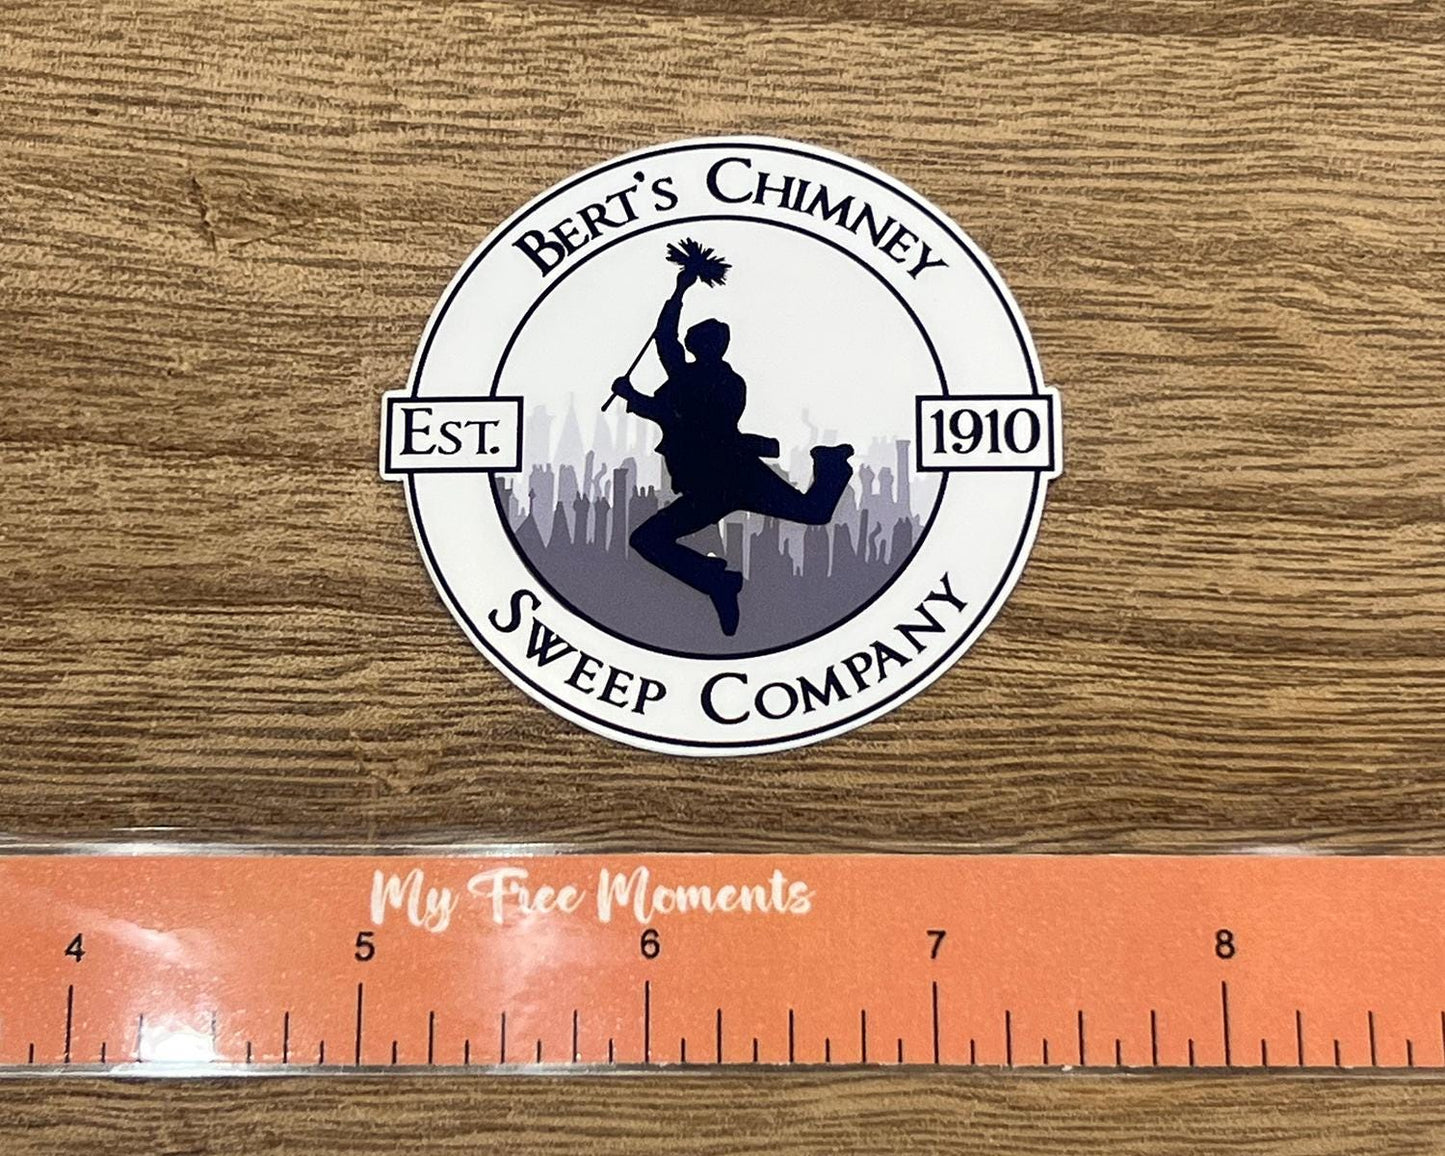 BERT'S CHIMNEY
EST. 1910
SWEEP COMPANY
My Free Moments
4 5 6 7 8